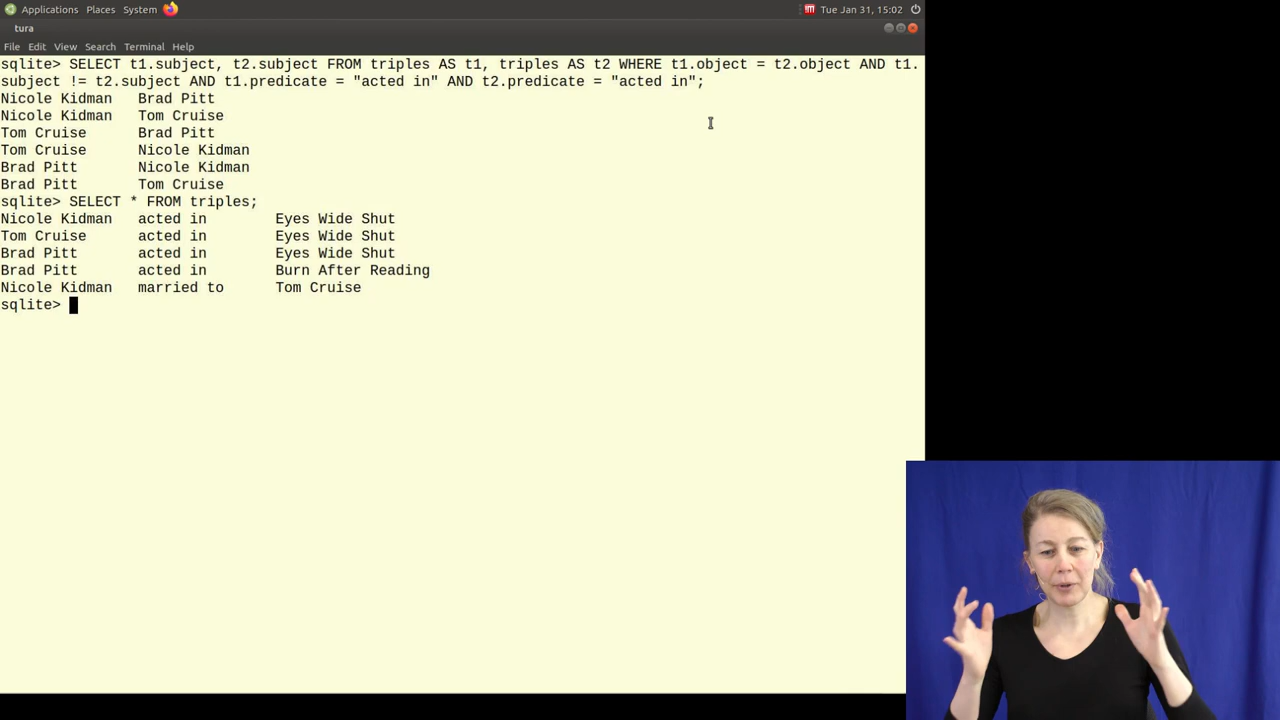 Applications Places System Tue Jan 31, 15:02
tura
File Edit View Search Terminal Help
sqlite> SELECT t1.subject, t2.subject FROM triples AS t1, triples AS t2 WHERE t1.object = t2.object AND t1.
subject != t2.subject AND t1.predicate = "acted in" AND t2.predicate = "acted in";
Nicole Kidman Brad Pitt
Nicole Kidman Tom Cruise
Tom Cruise Brad Pitt
Tom Cruise Nicole Kidman
Brad Pitt Nicole Kidman
Brad Pitt Tom Cruise
sqlite> SELECT * FROM triples;
Nicole Kidman acted in Eyes Wide Shut
Tom Cruise acted in Eyes Wide Shut
Brad Pitt acted in Eyes Wide Shut
Brad Pitt acted in Burn After Reading
Nicole Kidman married to Tom Cruise
sqlite>